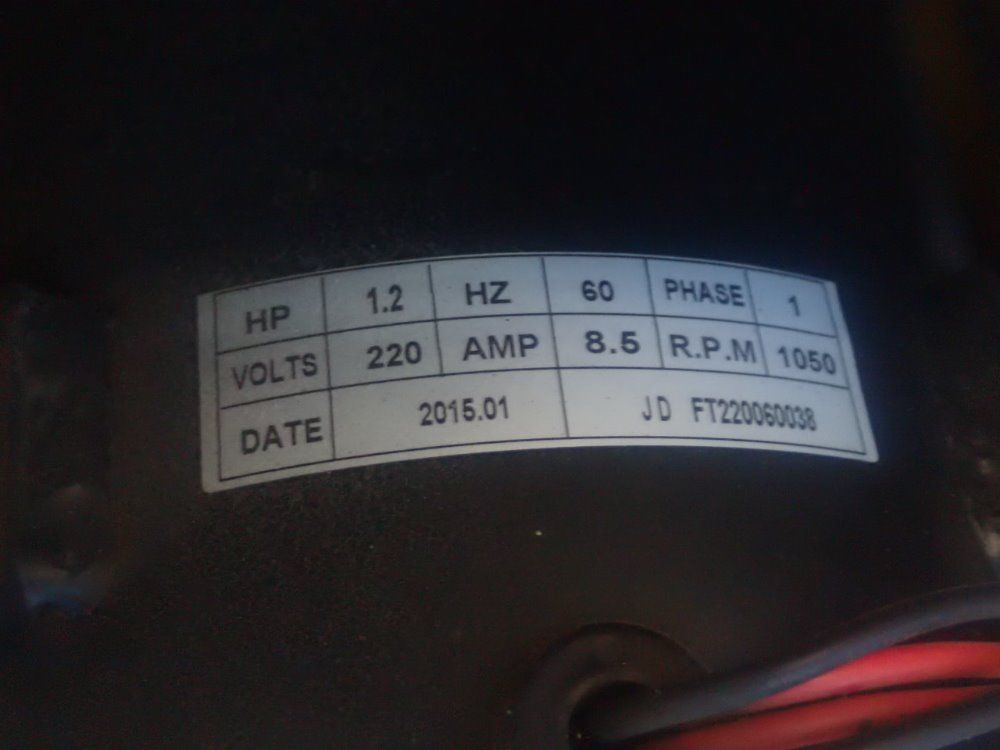 HP 1.2 HZ 60 PHASE 1
VOLTS 220 AMP 8.5 R.P.M 1050
DATE 2015.01 JD FT220060038